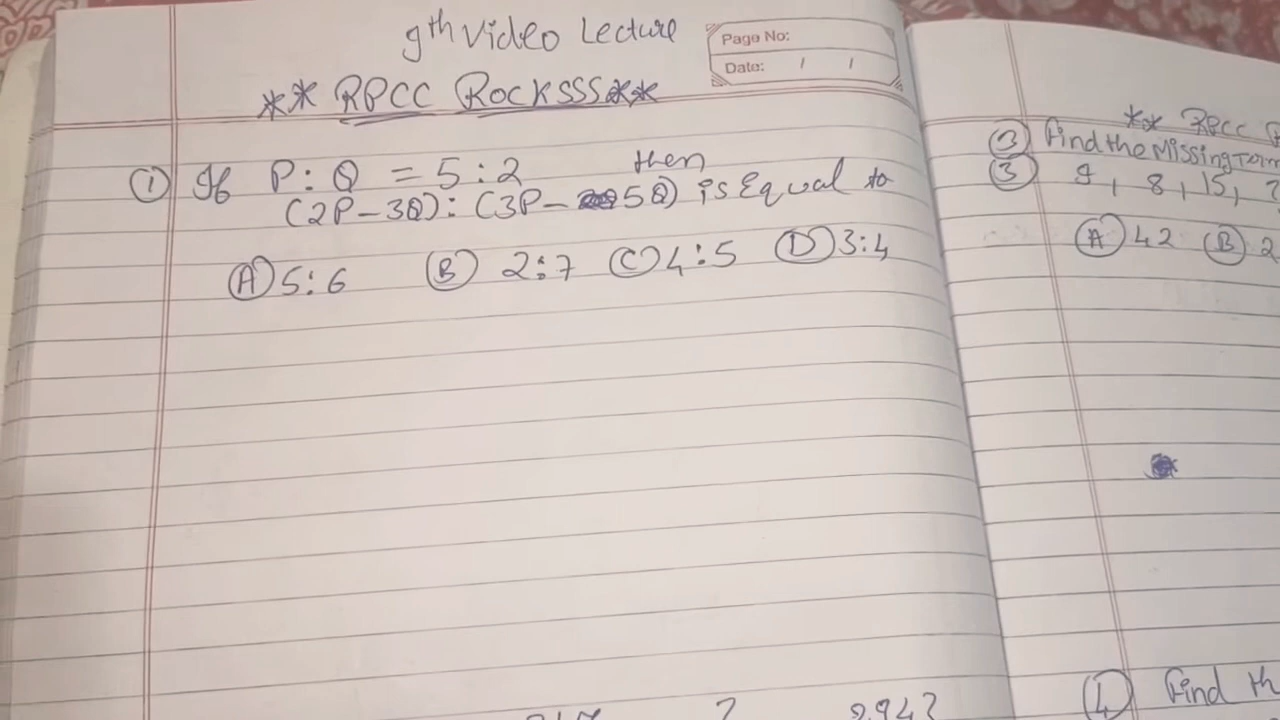 9th Video Lecture
Page No:
Date: / /
** RPCC RockSSS**
① If P : Q = 5 : 2 then
(2P - 3Q) : (3P - 5Q) is Equal to
Ⓐ 5 : 6 Ⓑ 2 : 7 Ⓒ 4 : 5 Ⓓ 3 : 4
** RPCC
③ Find the Missing Term
③ 9, 8, 15, ?
Ⓐ 42 Ⓑ 2
④ Find th
? 294?